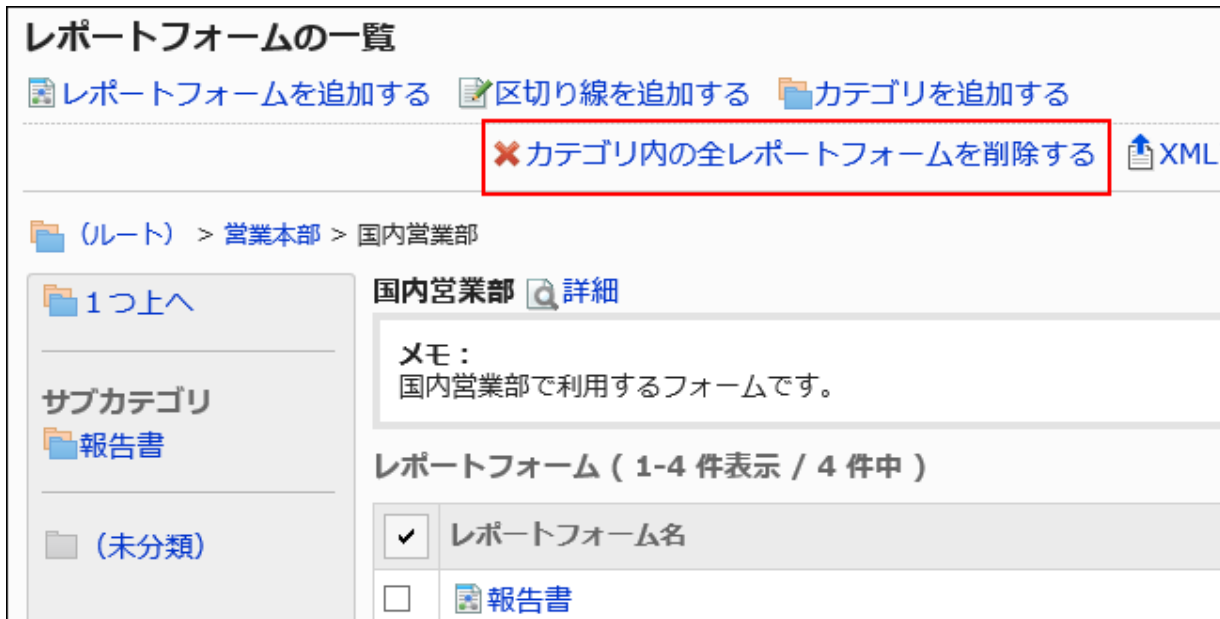 レポートフォームの一覧
レポートフォームを追加する 区切り線を追加する カテゴリを追加する
カテゴリ内の全レポートフォームを削除する XML
（ルート） > 営業本部 > 国内営業部
1つ上へ
サブカテゴリ
報告書
（未分類）
国内営業部 詳細
メモ：
国内営業部で利用するフォームです。
レポートフォーム ( 1-4 件表示 / 4 件中 )
レポートフォーム名
報告書